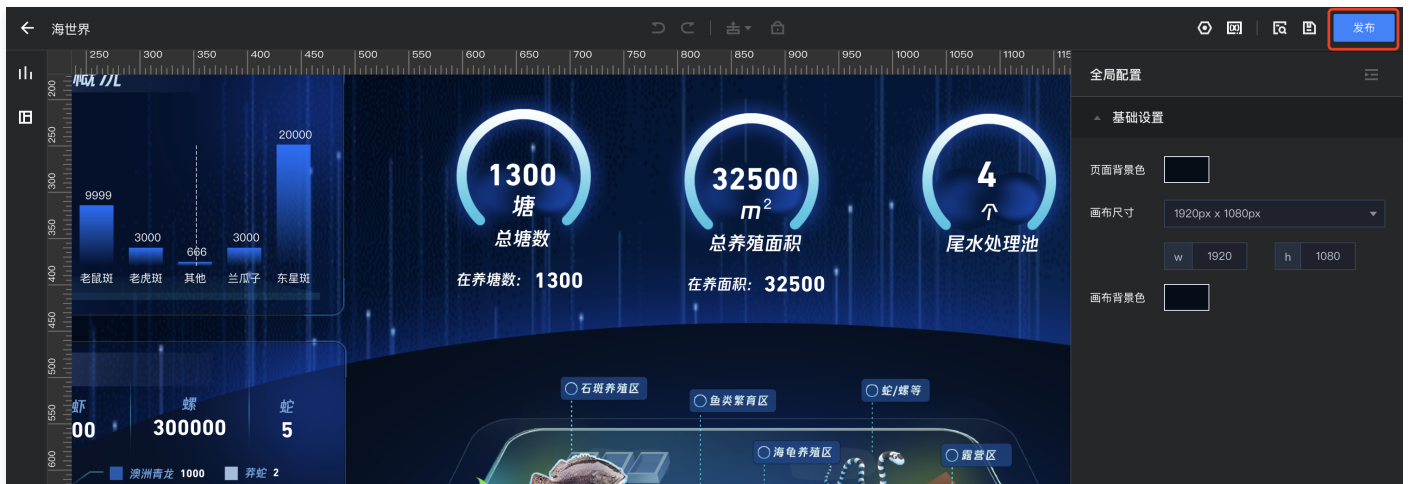 海世界
发布
250 300 350 400 450 500 550 600 650 700 750 800 850 900 950 1000 1050 1100 115
200
250
300
350
400
450
500
550
600
概况
20000
9999
3000
666
3000
老鼠斑 老虎斑 其他 兰瓜子 东星斑
1300
塘
总塘数
在养塘数： 1300
32500
m²
总养殖面积
在养面积： 32500
4
个
尾水处理池
虾 螺 蛇
00 300000 5
澳洲青龙 1000 莽蛇 2
石斑养殖区
鱼类繁育区
蛇/螺等
海龟养殖区
露营区
全局配置
基础设置
页面背景色
画布尺寸 1920px x 1080px
w 1920 h 1080
画布背景色